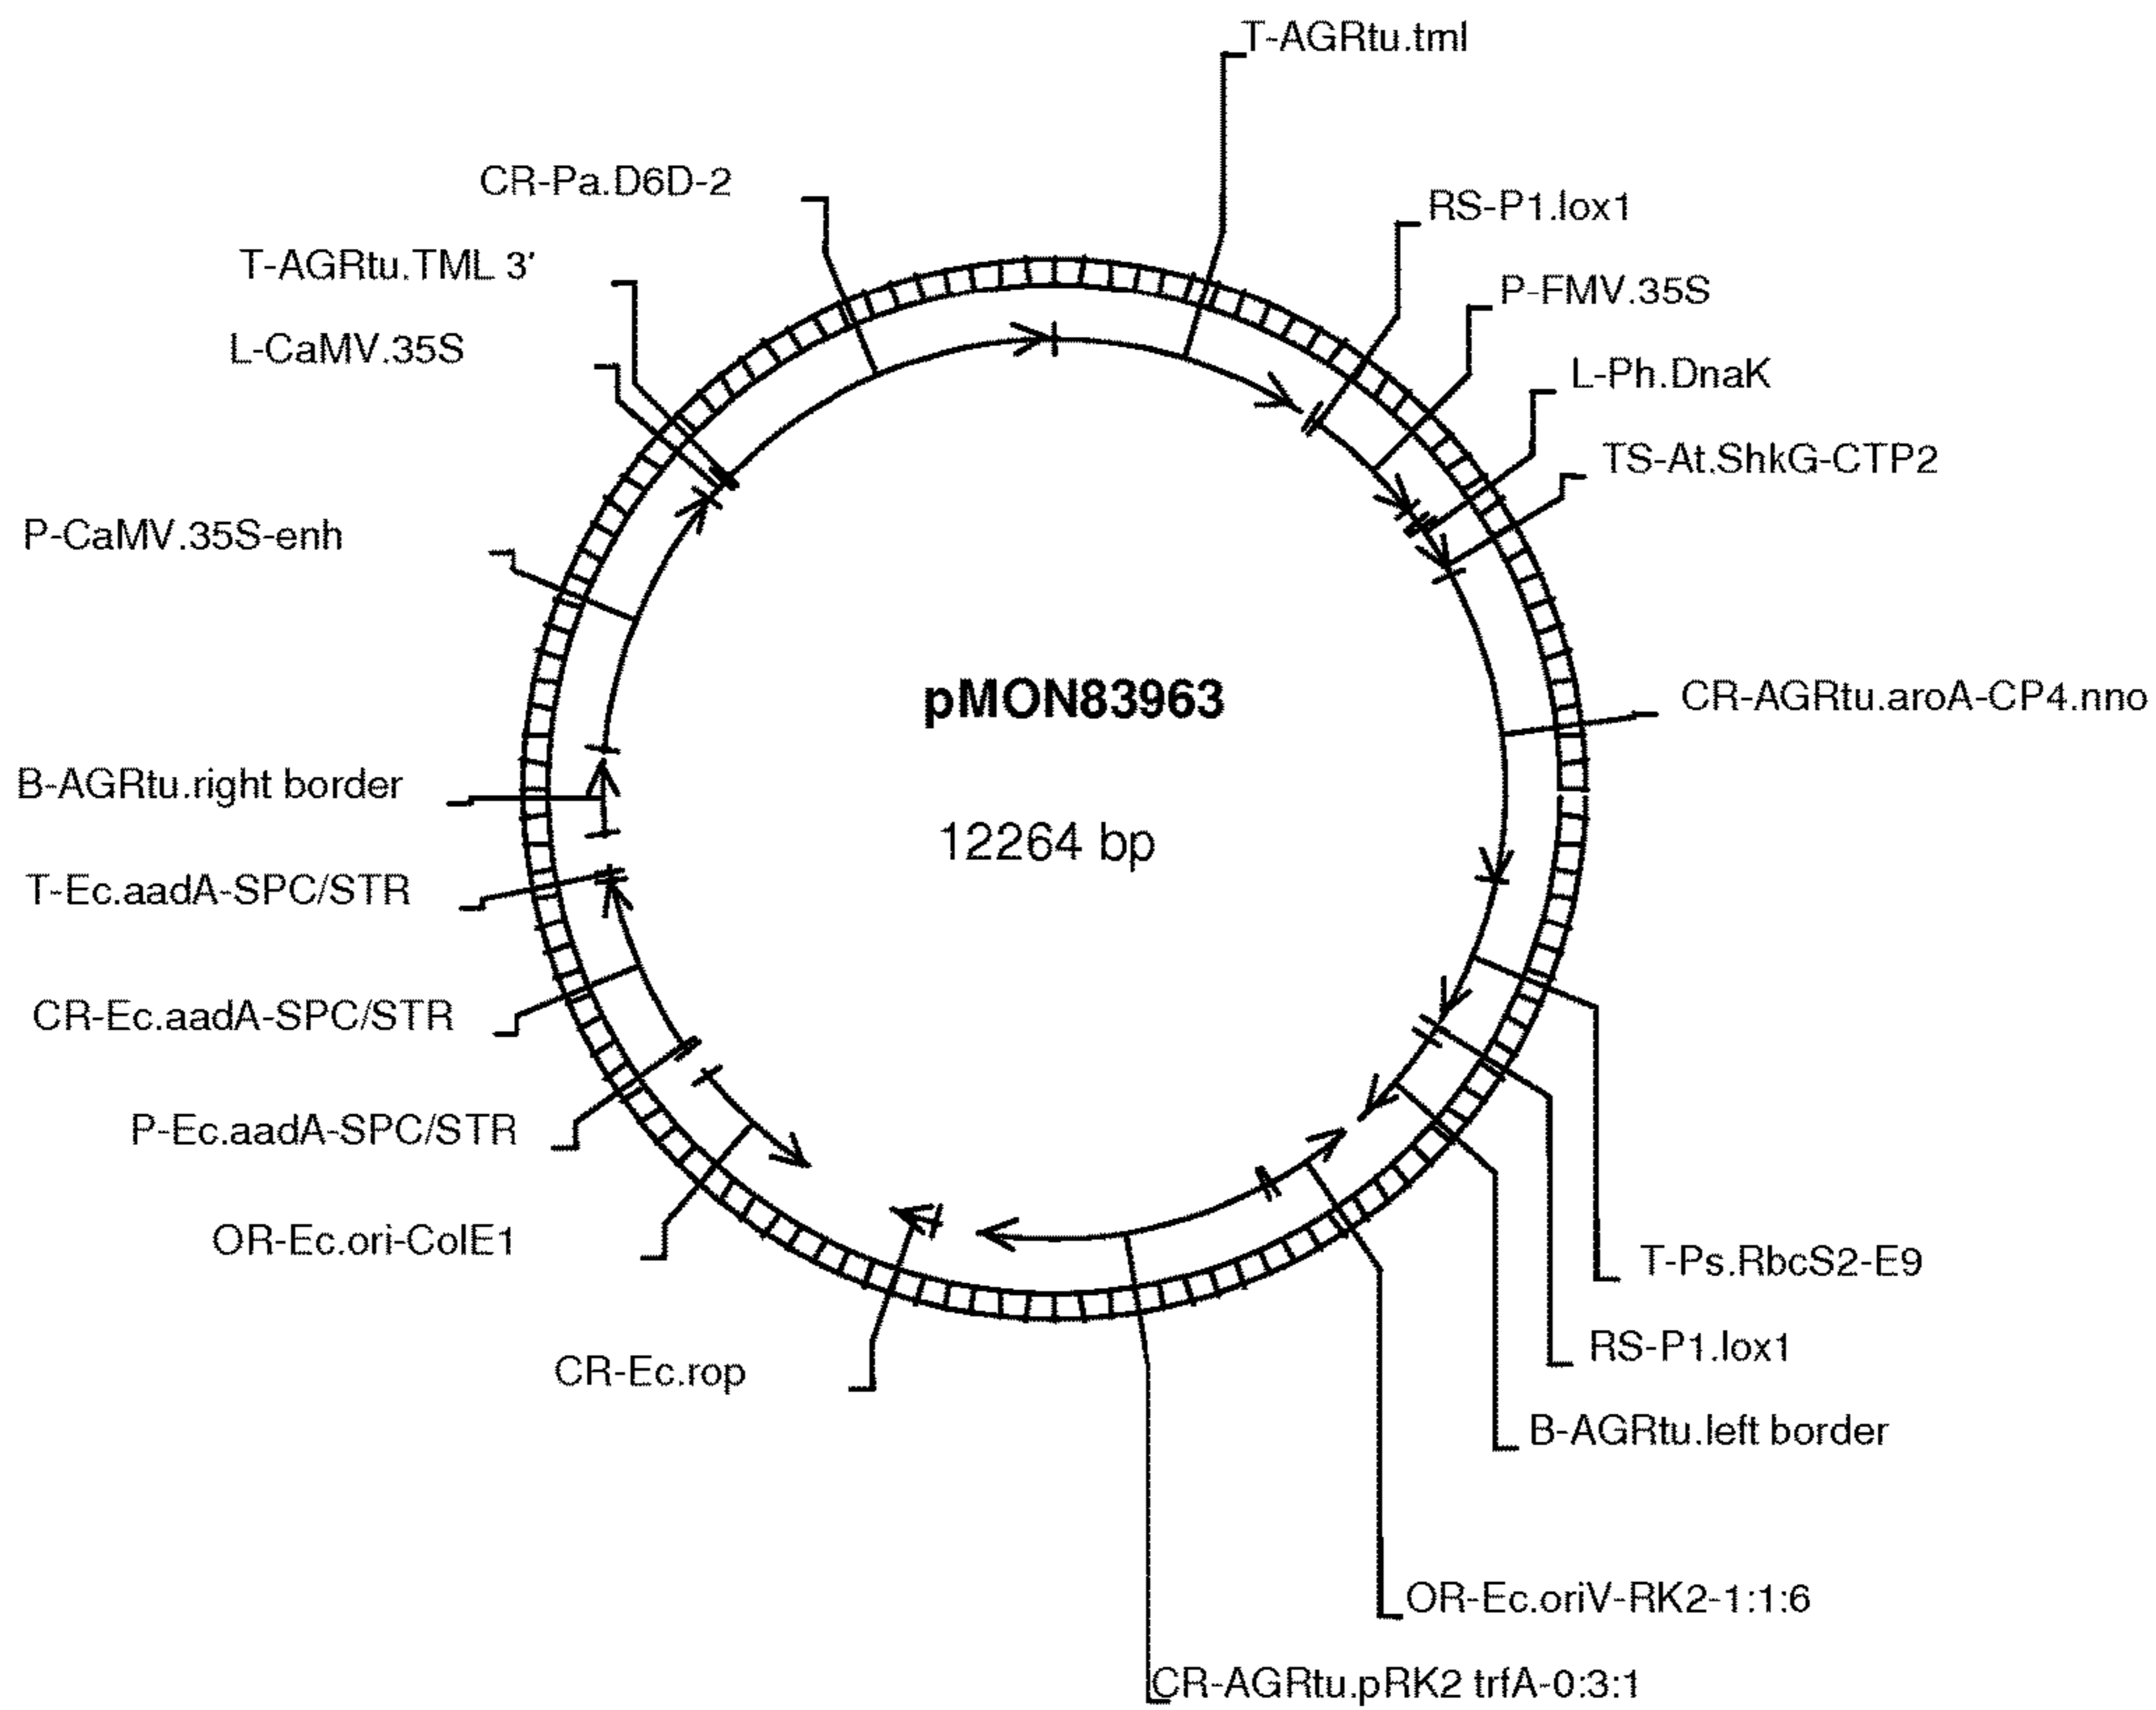 T-AGRtu.tml
CR-Pa.D6D-2
RS-P1.lox1
T-AGRtu.TML 3'
P-FMV.35S
L-CaMV.35S
L-Ph.DnaK
TS-At.ShkG-CTP2
P-CaMV.35S-enh
pMON83963
CR-AGRtu.aroA-CP4.nno
B-AGRtu.right border
12264 bp
T-Ec.aadA-SPC/STR
CR-Ec.aadA-SPC/STR
P-Ec.aadA-SPC/STR
OR-Ec.ori-ColE1
T-Ps.RbcS2-E9
RS-P1.lox1
CR-Ec.rop
B-AGRtu.left border
OR-Ec.oriV-RK2-1:1:6
CR-AGRtu.pRK2 trfA-0:3:1